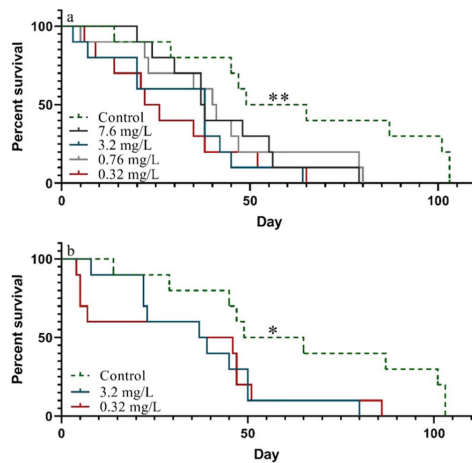 a
100
Percent survival
50
**
Control
7.6 mg/L
3.2 mg/L
0.76 mg/L
0.32 mg/L
0
0
50
100
Day
b
100
Percent survival
50
*
Control
3.2 mg/L
0.32 mg/L
0
0
50
100
Day